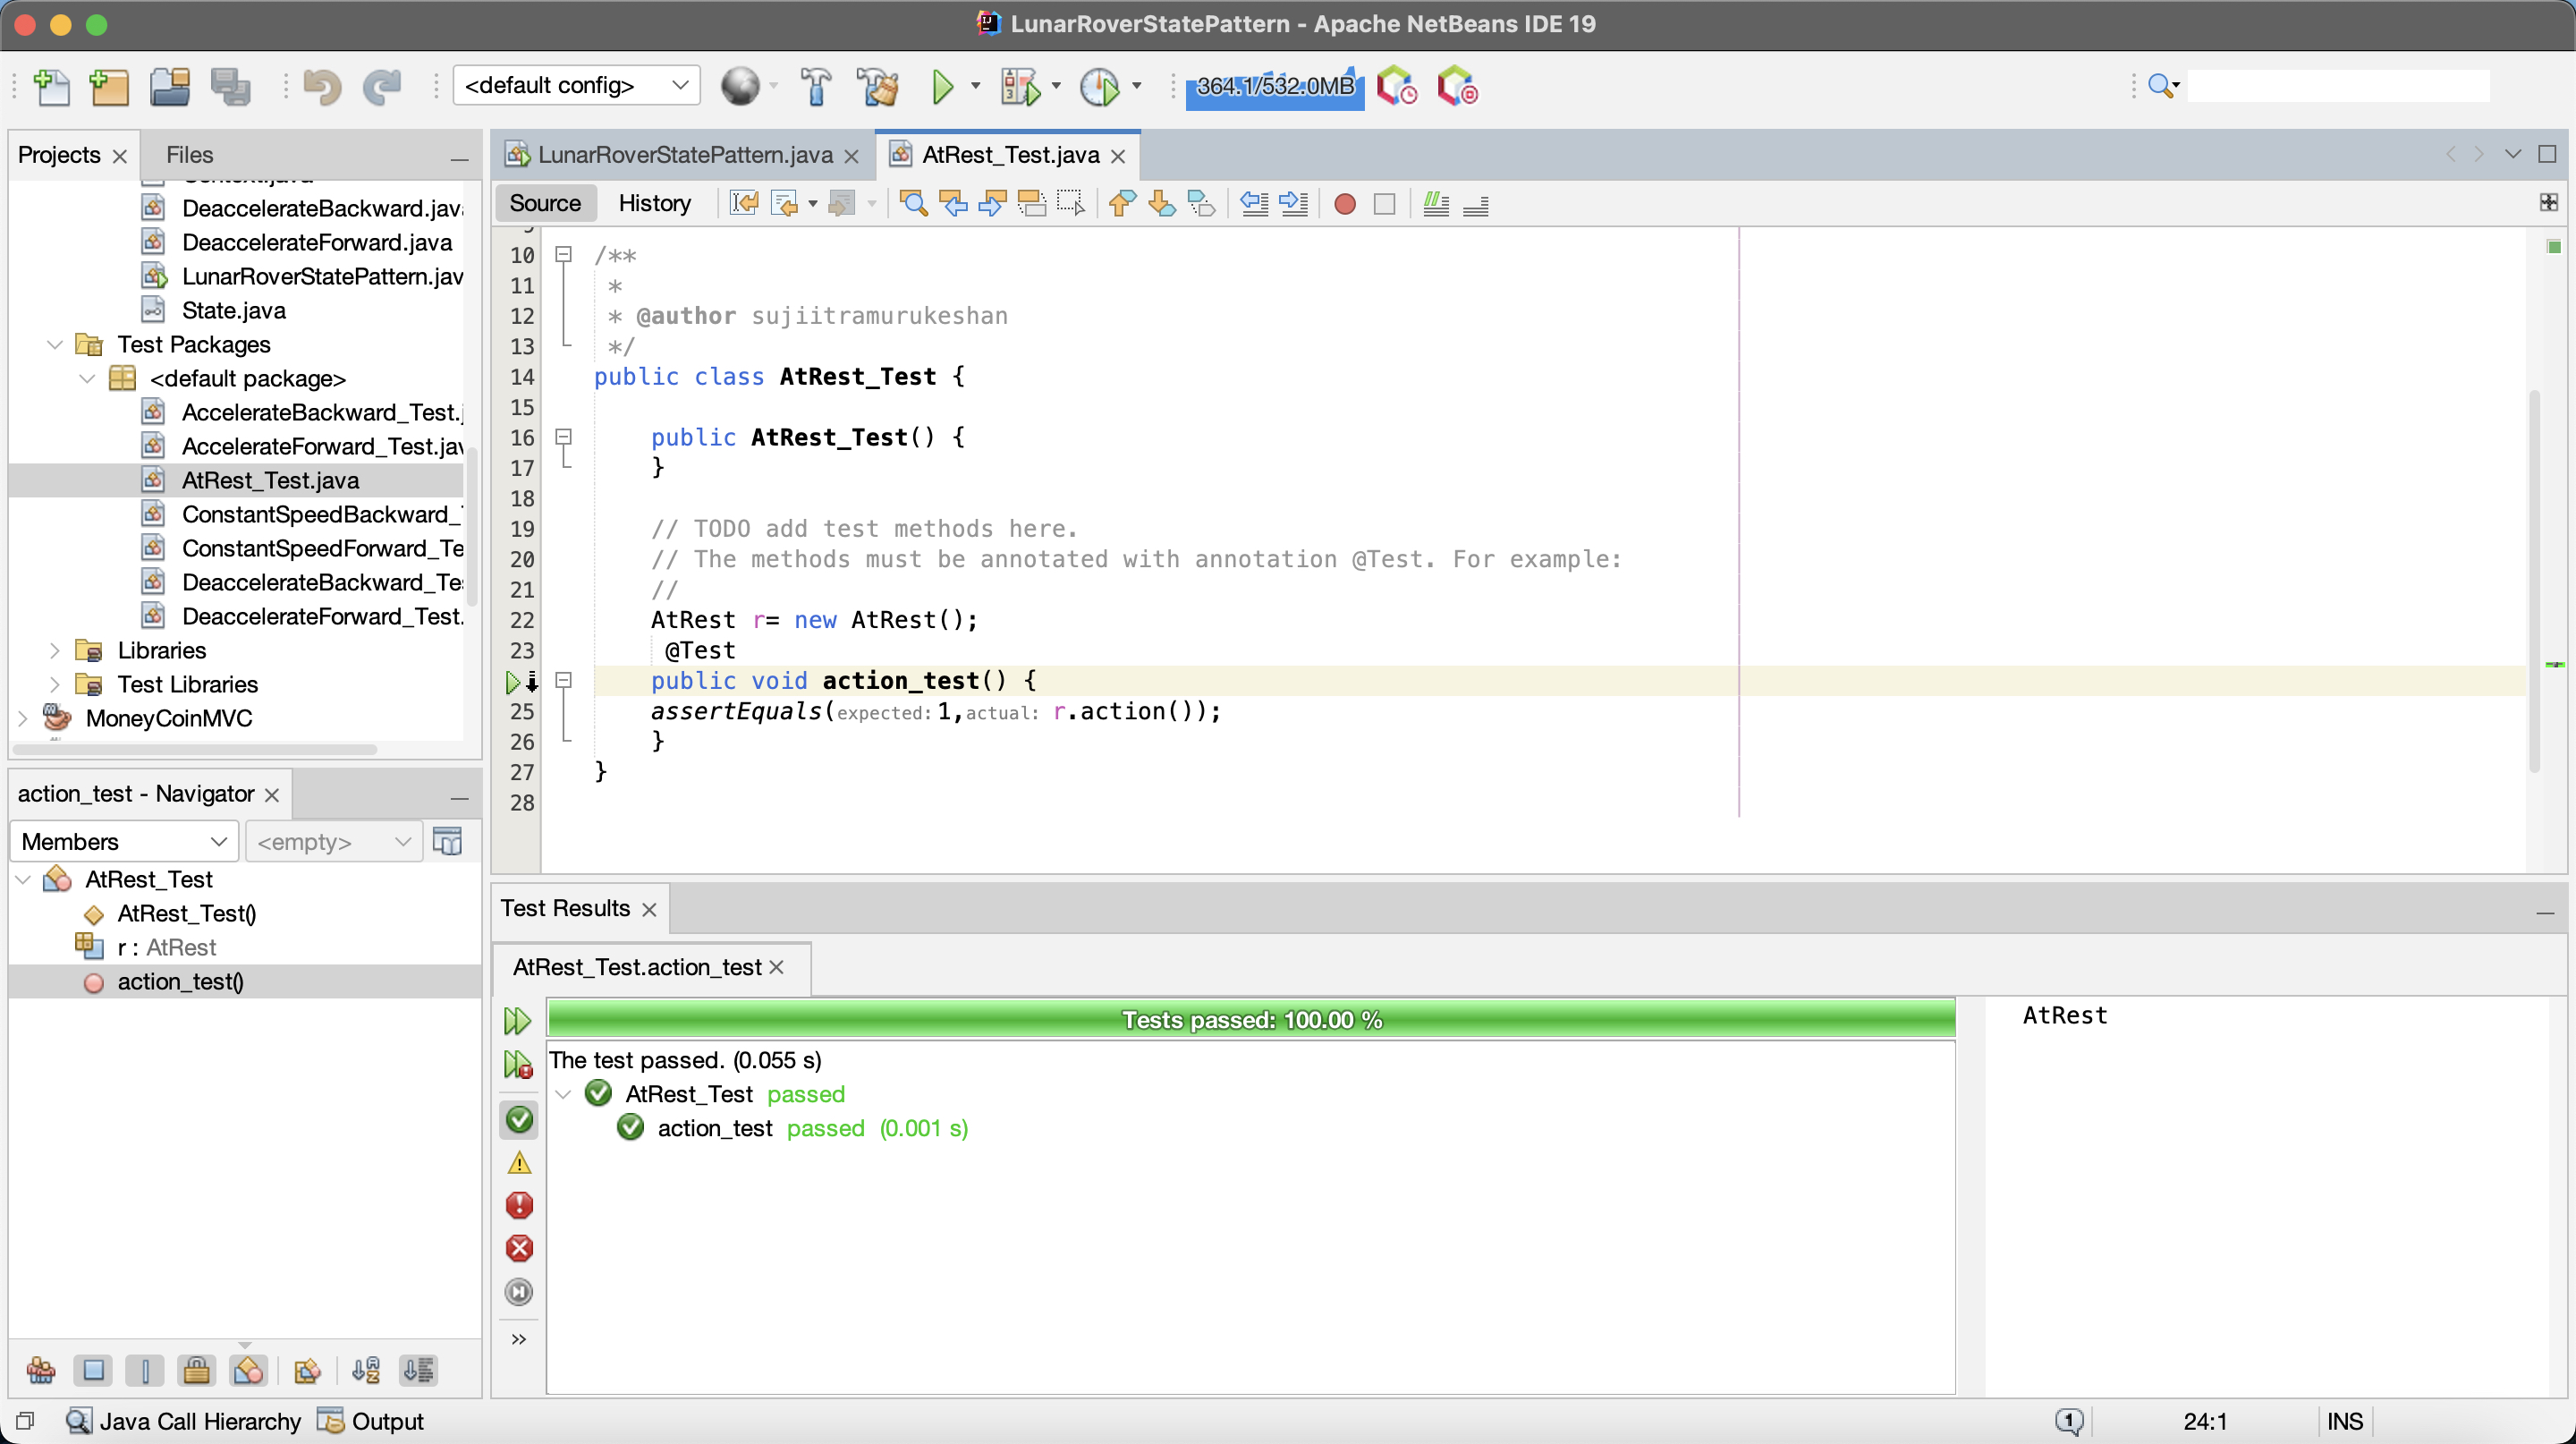 LunarRoverStatePattern - Apache NetBeans IDE 19
<default config>
364.1/532.0MB
Projects
Files
Context.java
DeaccelerateBackward.jav
DeaccelerateForward.java
LunarRoverStatePattern.jav
State.java
Test Packages
<default package>
AccelerateBackward_Test.j
AccelerateForward_Test.jav
AtRest_Test.java
ConstantSpeedBackward_
ConstantSpeedForward_Te
DeaccelerateBackward_Te
DeaccelerateForward_Test.
Libraries
Test Libraries
MoneyCoinMVC
LunarRoverStatePattern.java
AtRest_Test.java
Source
History
9
10 /**
11 *
12 * @author sujiitramurukeshan
13 */
14 public class AtRest_Test {
15
16 public AtRest_Test() {
17 }
18
19 // TODO add test methods here.
20 // The methods must be annotated with annotation @Test. For example:
21 //
22 AtRest r= new AtRest();
23 @Test
public void action_test() {
25 assertEquals(expected: 1,actual: r.action());
26 }
27 }
28
action_test - Navigator
Members
<empty>
AtRest_Test
AtRest_Test()
r : AtRest
action_test()
Test Results
AtRest_Test.action_test
Tests passed: 100.00 %
The test passed. (0.055 s)
AtRest_Test passed
action_test passed (0.001 s)
AtRest
Java Call Hierarchy
Output
1
24:1
INS